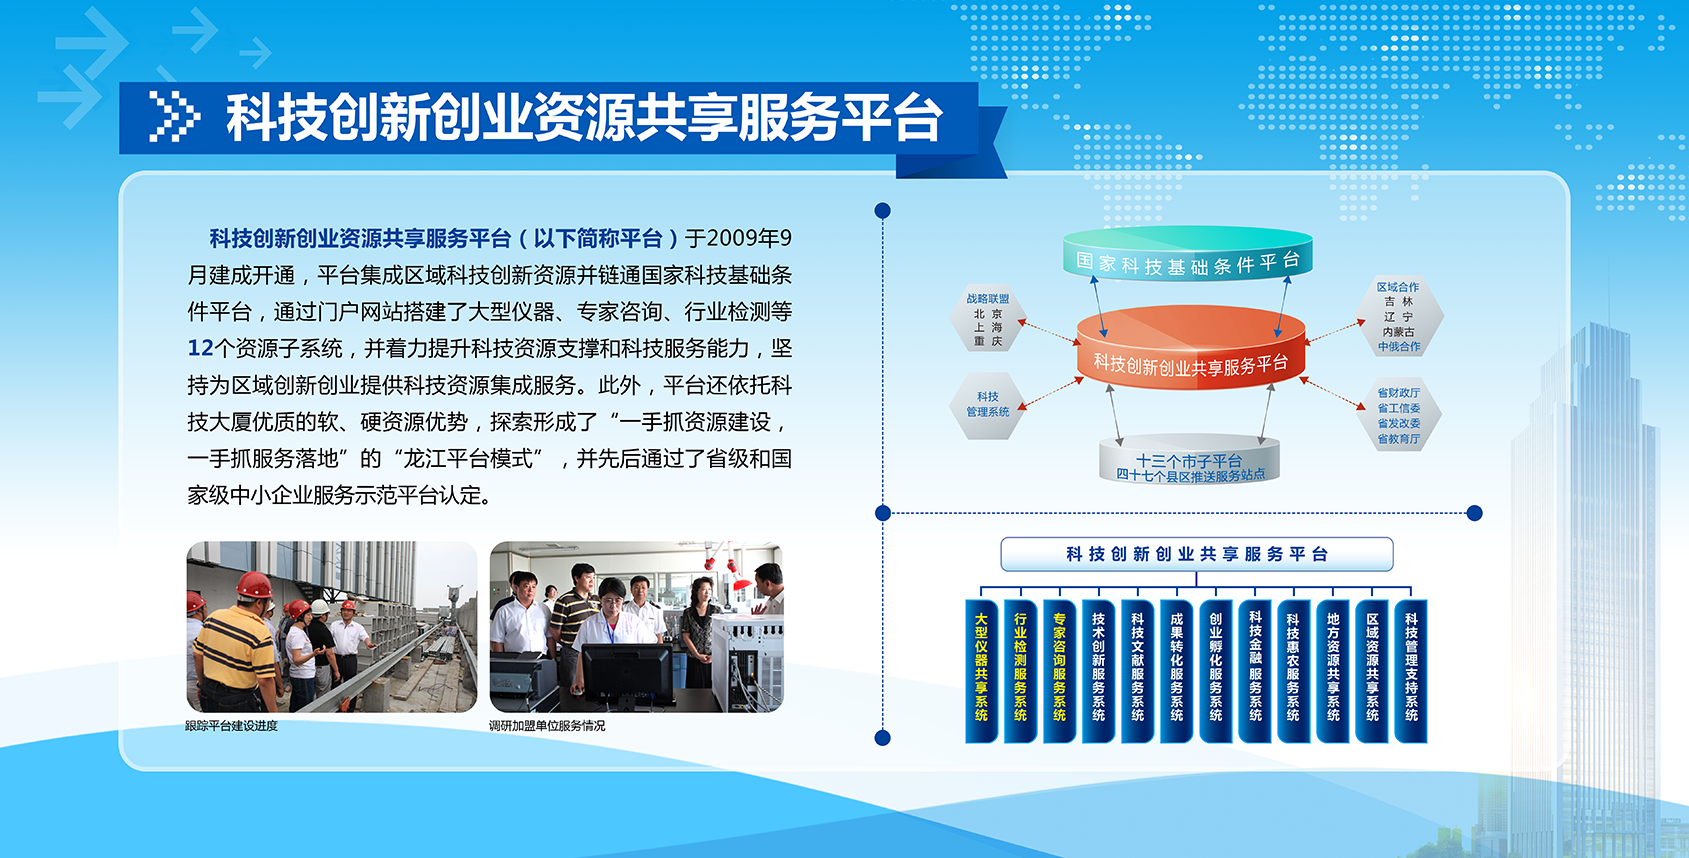 科技创新创业资源共享服务平台
科技创新创业资源共享服务平台（以下简称平台）于2009年9
月建成开通，平台集成区域科技创新资源并链通国家科技基础条
件平台，通过门户网站搭建了大型仪器、专家咨询、行业检测等
12个资源子系统，并着力提升科技资源支撑和科技服务能力，坚
持为区域创新创业提供科技资源集成服务。此外，平台还依托科
技大厦优质的软、硬资源优势，探索形成了“一手抓资源建设，
一手抓服务落地”的“龙江平台模式”，并先后通过了省级和国
家级中小企业服务示范平台认定。
跟踪平台建设进度
调研加盟单位服务情况
国家科技基础条件平台
战略联盟
北 京
上 海
重 庆
科技
管理系统
科技创新创业共享服务平台
区域合作
吉 林
辽 宁
内蒙古
中俄合作
省财政厅
省工信委
省发改委
省教育厅
十三个市子平台
四十七个县区推送服务站点
科技创新创业共享服务平台
大型仪器共享系统
行业检测服务系统
专家咨询服务系统
技术创新服务系统
科技文献服务系统
成果转化服务系统
创业孵化服务系统
科技金融服务系统
科技惠农服务系统
地方资源共享系统
区域资源共享系统
科技管理支持系统